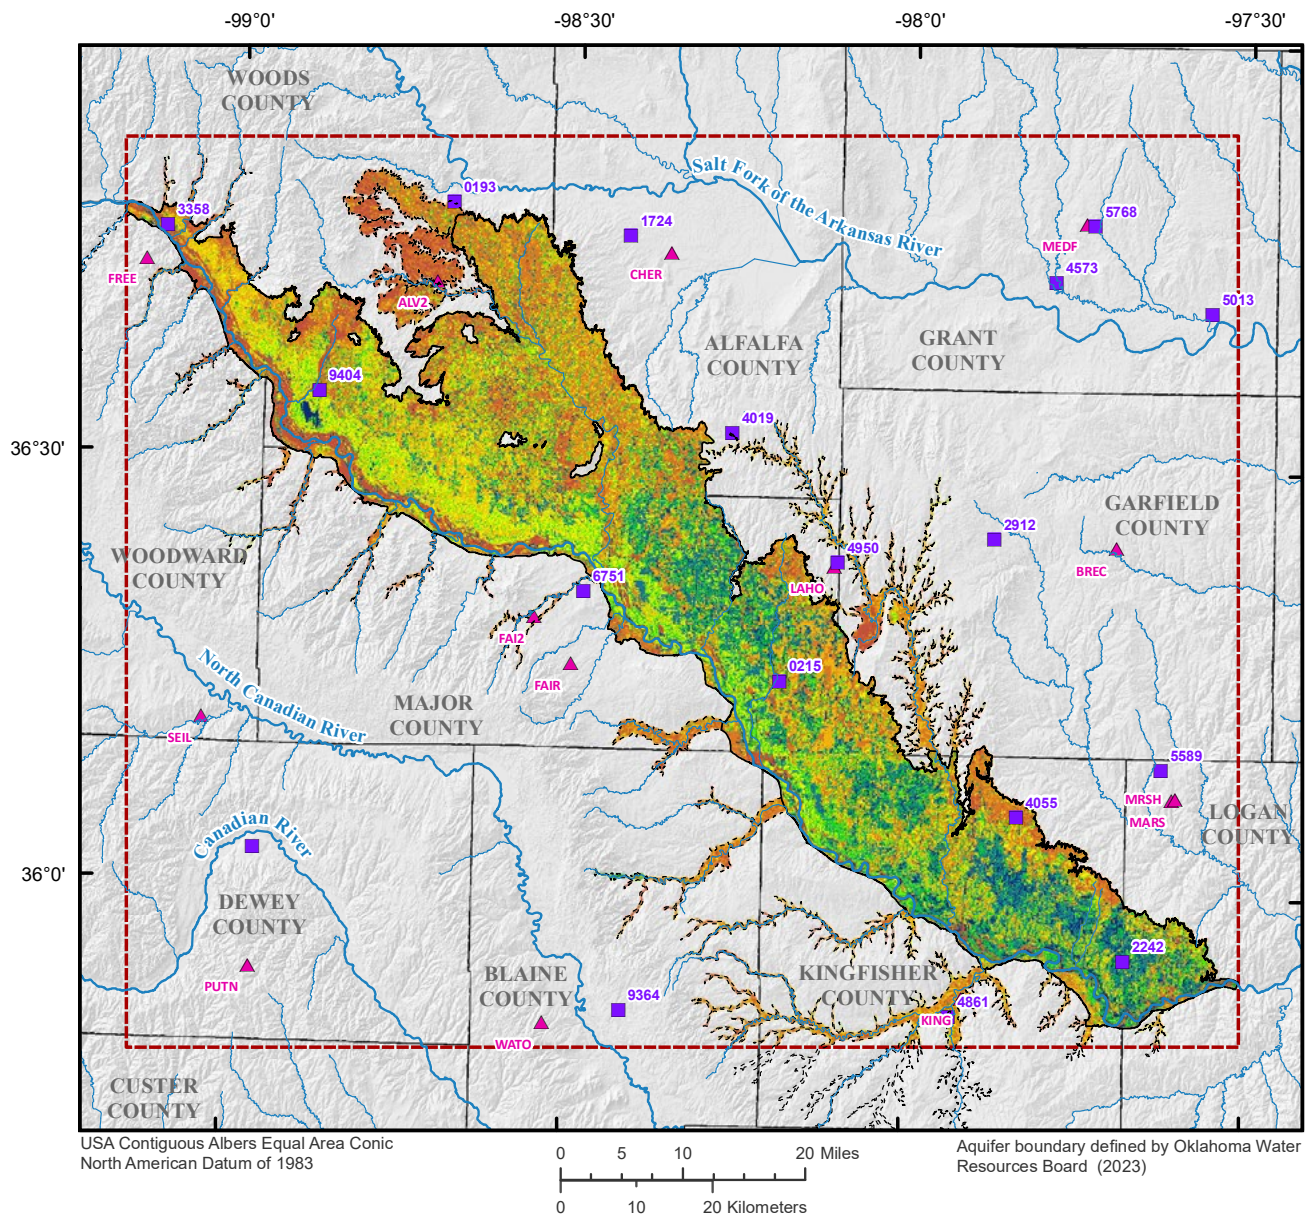 -99°0'
-98°30'
-98°0'
-97°30'
WOODS
COUNTY
Salt Fork of the Arkansas River
0193
3358
1724
5768
MEDF
FREE
CHER
4573
ALV2
5013
ALFALFA
COUNTY
GRANT
COUNTY
9404
4019
36°30'
GARFIELD
COUNTY
2912
WOODWARD
COUNTY
4950
BREC
6751
LAHO
FAI2
North Canadian River
0215
FAIR
MAJOR
COUNTY
SEIL
5589
MRSH
MARS
4055
LOGAN
COUNTY
Canadian River
36°0'
DEWEY
COUNTY
2242
PUTN
BLAINE
COUNTY
KINGFISHER
COUNTY
9364
4861
KING
WATO
CUSTER
COUNTY
USA Contiguous Albers Equal Area Conic
North American Datum of 1983
0 5 10 20 Miles
0 10 20 Kilometers
Aquifer boundary defined by Oklahoma Water
Resources Board (2023)